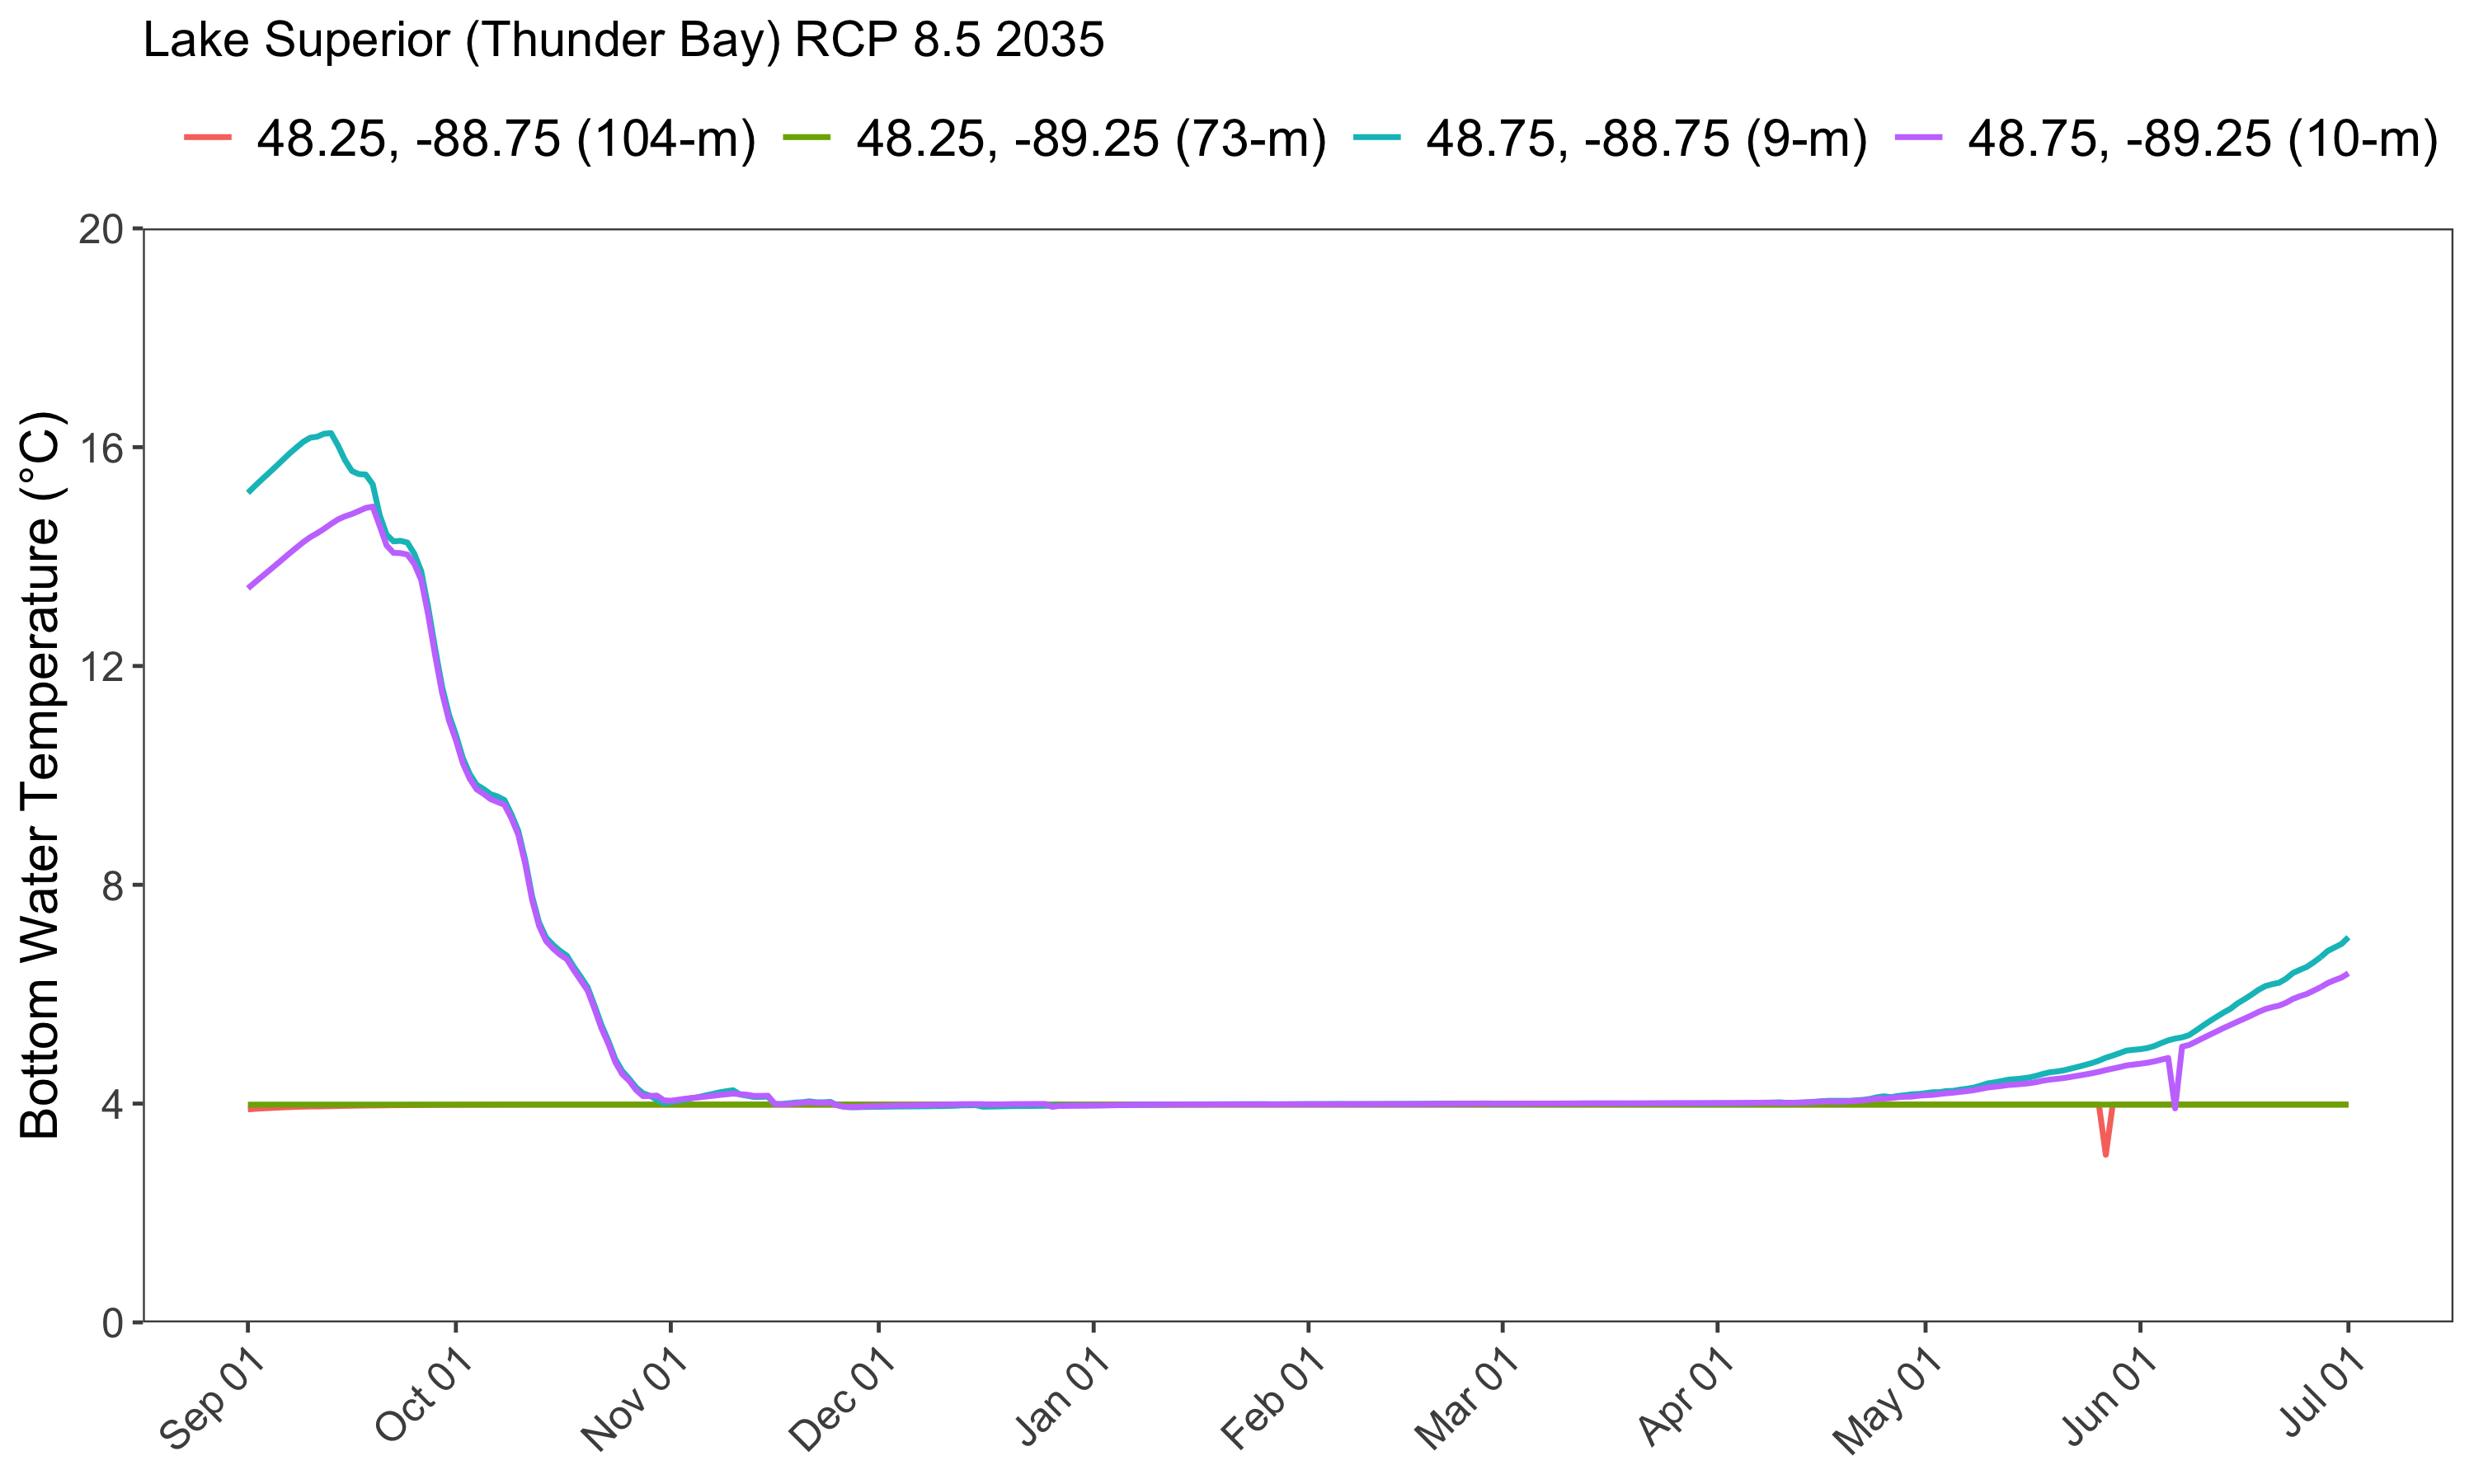 Lake Superior (Thunder Bay) RCP 8.5 2035
48.25, -88.75 (104-m) 48.25, -89.25 (73-m) 48.75, -88.75 (9-m) 48.75, -89.25 (10-m)
Bottom Water Temperature (°C)
20
16
12
8
4
0
Sep 01 Oct 01 Nov 01 Dec 01 Jan 01 Feb 01 Mar 01 Apr 01 May 01 Jun 01 Jul 01